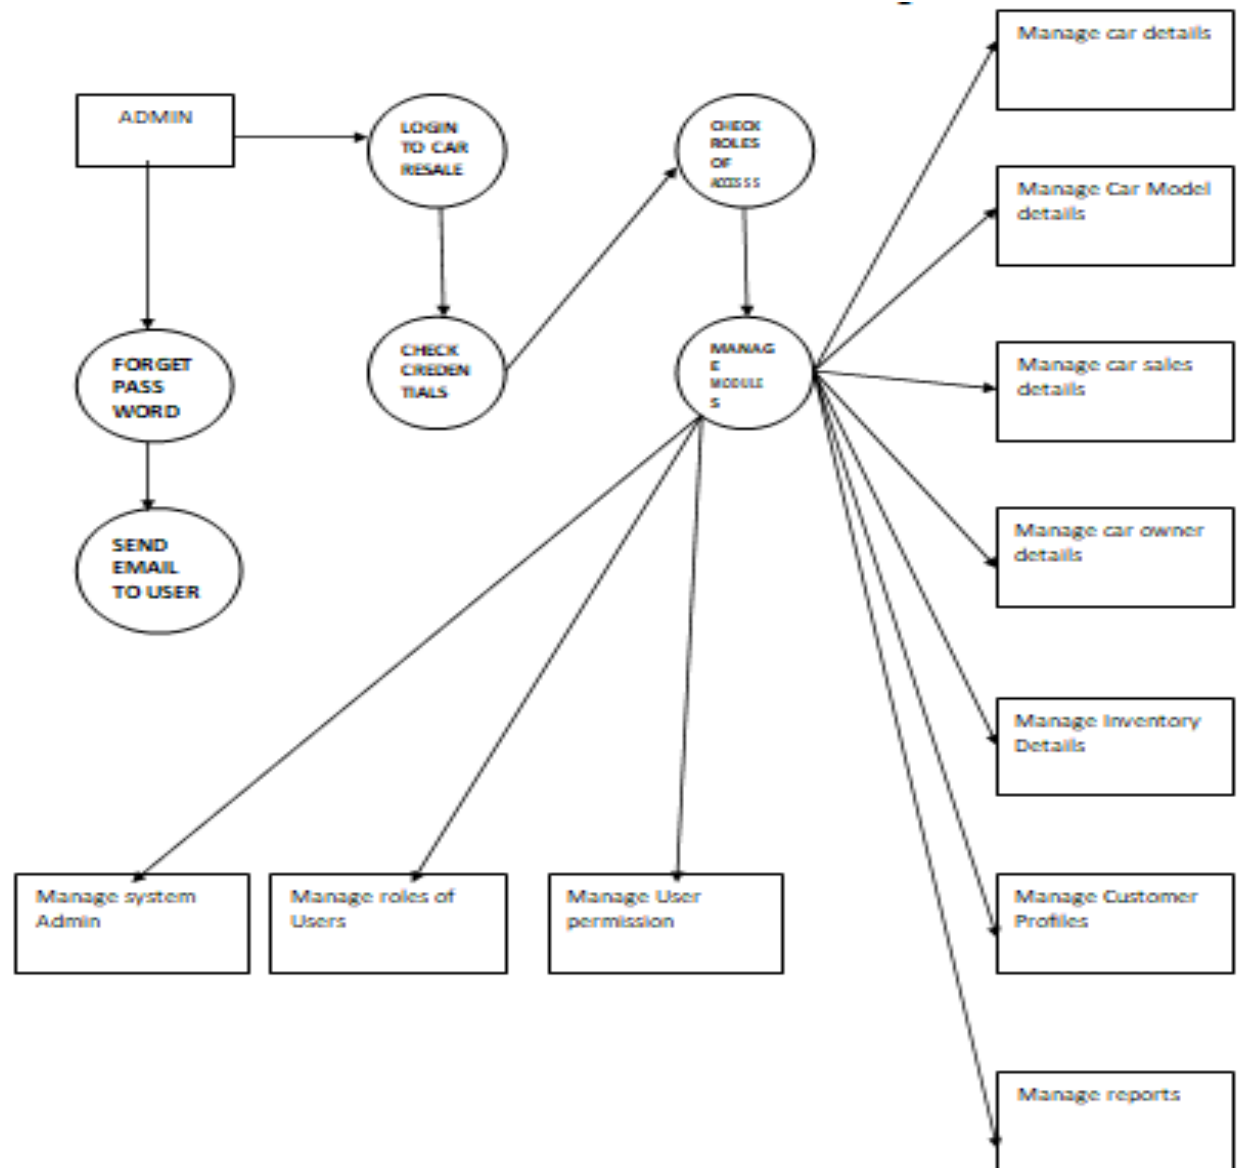 ADMIN
LOGIN
TO CAR
RESALE
CHECK
ROLES
OF
ACCESSS
Manage car details
Manage Car Model
details
FORGET
PASS
WORD
CHECK
CREDEN
TIALS
MANAG
E
MODULE
S
Manage car sales
details
SEND
EMAIL
TO USER
Manage car owner
details
Manage Inventory
Details
Manage system
Admin
Manage roles of
Users
Manage User
permission
Manage Customer
Profiles
Manage reports